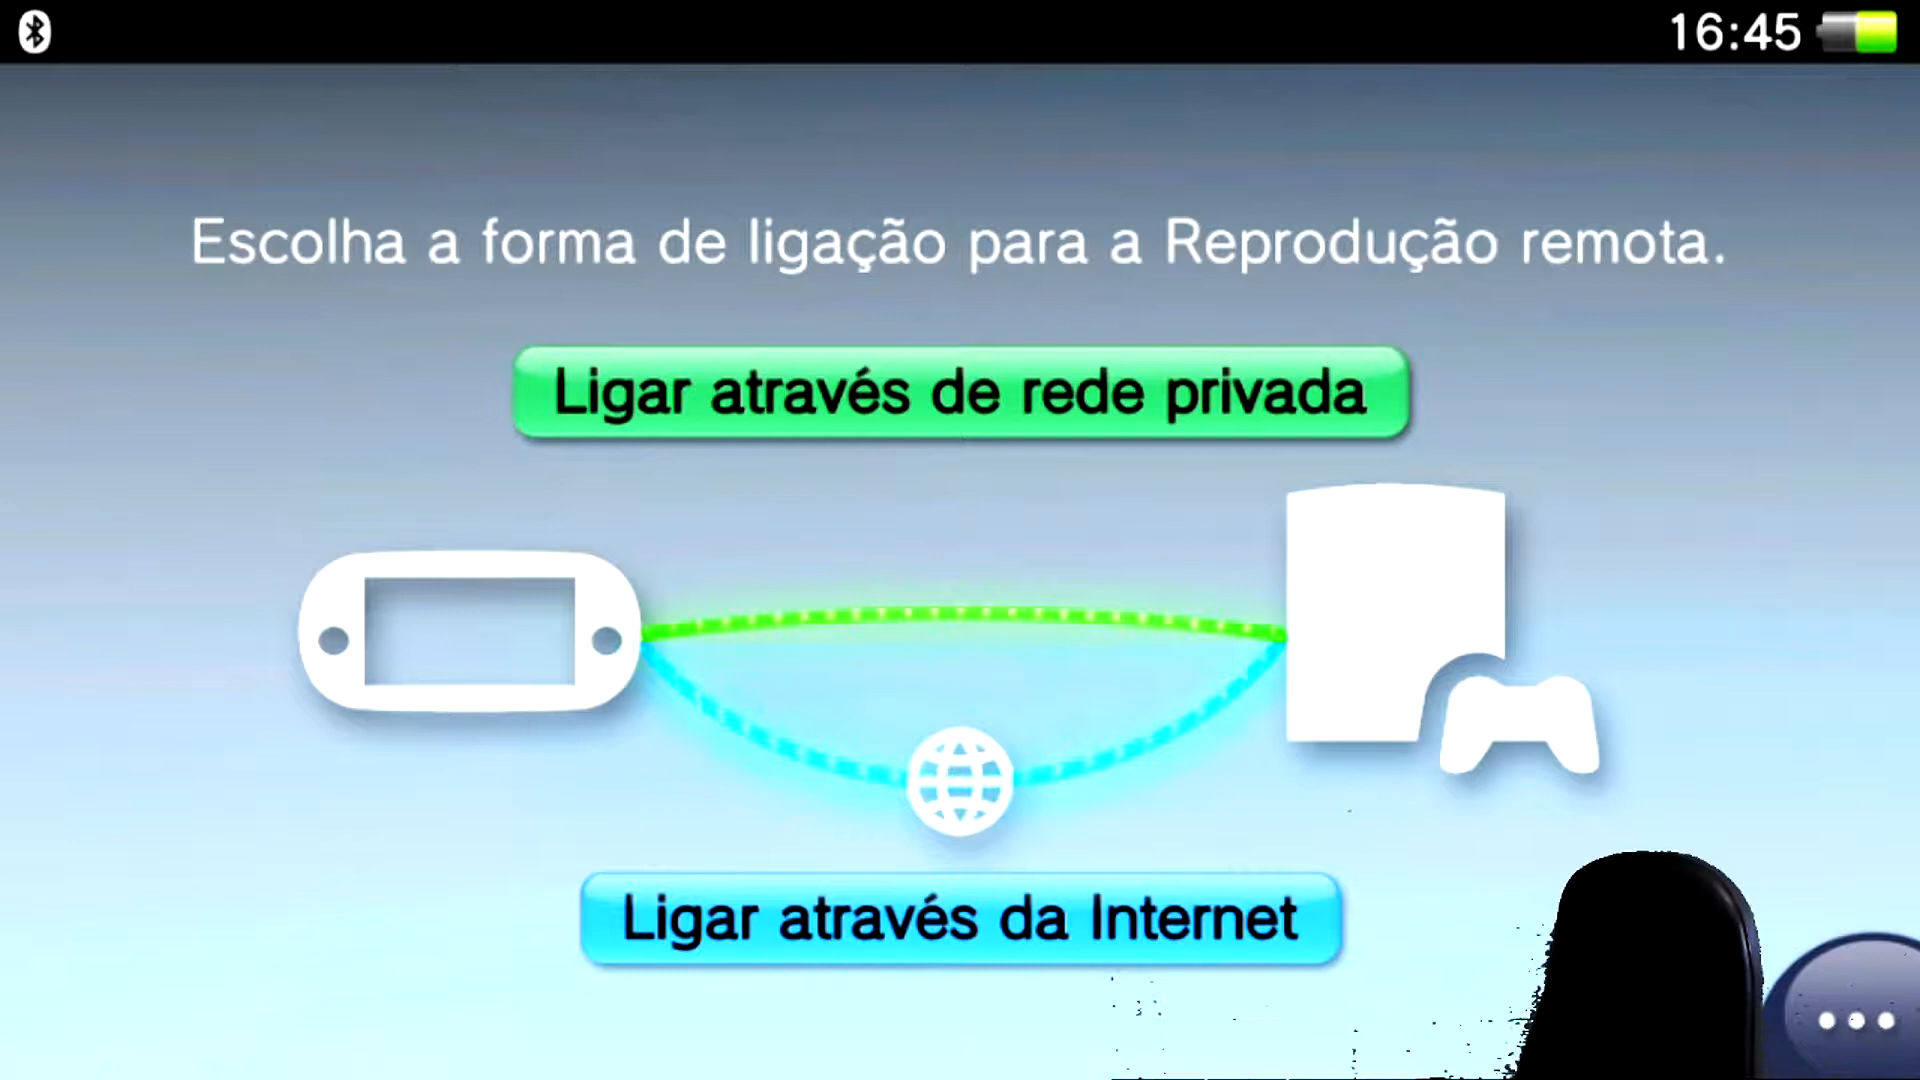 16:45
Escolha a forma de ligação para a Reprodução remota.
Ligar através de rede privada
Ligar através da Internet